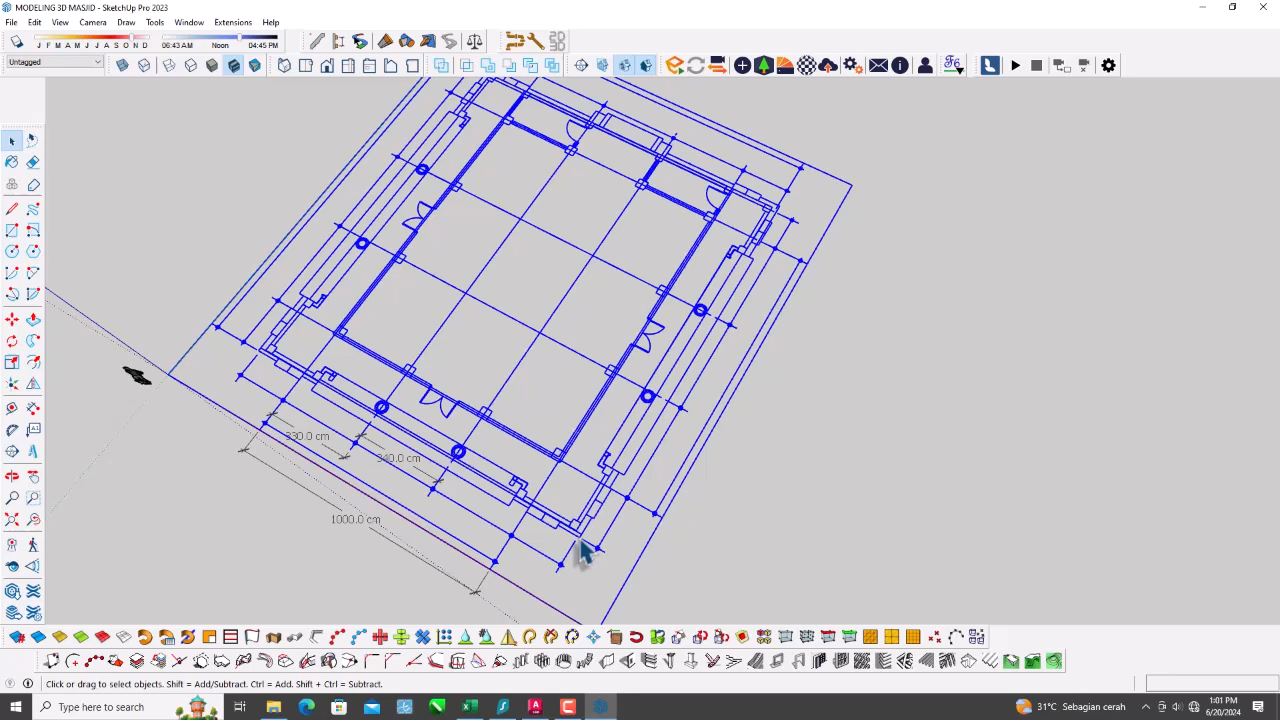 MODELING 3D MASJID - SketchUp Pro 2023
File Edit View Camera Draw Tools Window Extensions Help
J F M A M J J A S O N D 06:43 AM Noon 04:45 PM
Untagged
330.0 cm
340.0 cm
1000.0 cm
Click or drag to select objects. Shift = Add/Subtract. Ctrl = Add. Shift + Ctrl = Subtract.
Type here to search
31°C Sebagian cerah
1:01 PM
6/20/2024